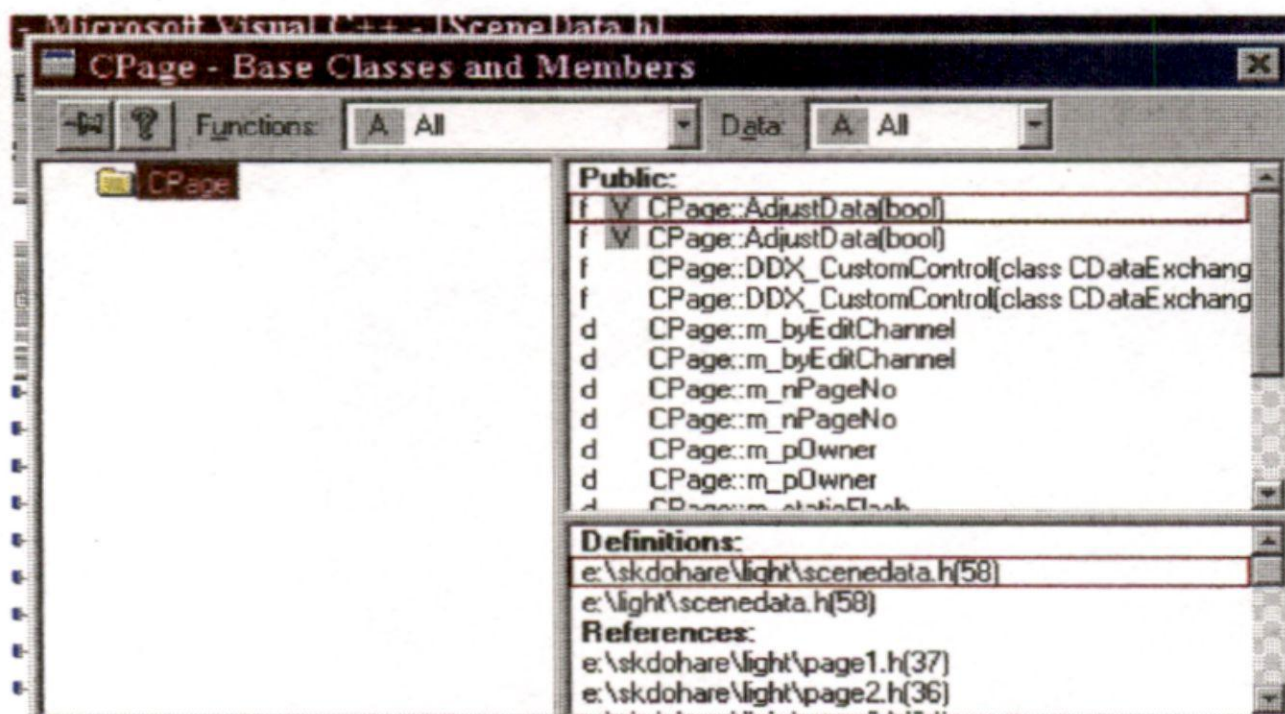 Microsoft Visual C++ - [SceneData.h]
CPage - Base Classes and Members
Functions: A All Data: A All
CPage
Public:
f V CPage::AdjustData(bool)
f V CPage::AdjustData(bool)
f CPage::DDX_CustomControl(class CDataExchang
f CPage::DDX_CustomControl(class CDataExchang
d CPage::m_byEditChannel
d CPage::m_byEditChannel
d CPage::m_nPageNo
d CPage::m_nPageNo
d CPage::m_pOwner
d CPage::m_pOwner
d CPage::m_staticFlash
Definitions:
e:\skdohare\light\scenedata.h(58)
e:\light\scenedata.h(58)
References:
e:\skdohare\light\page1.h(37)
e:\skdohare\light\page2.h(36)